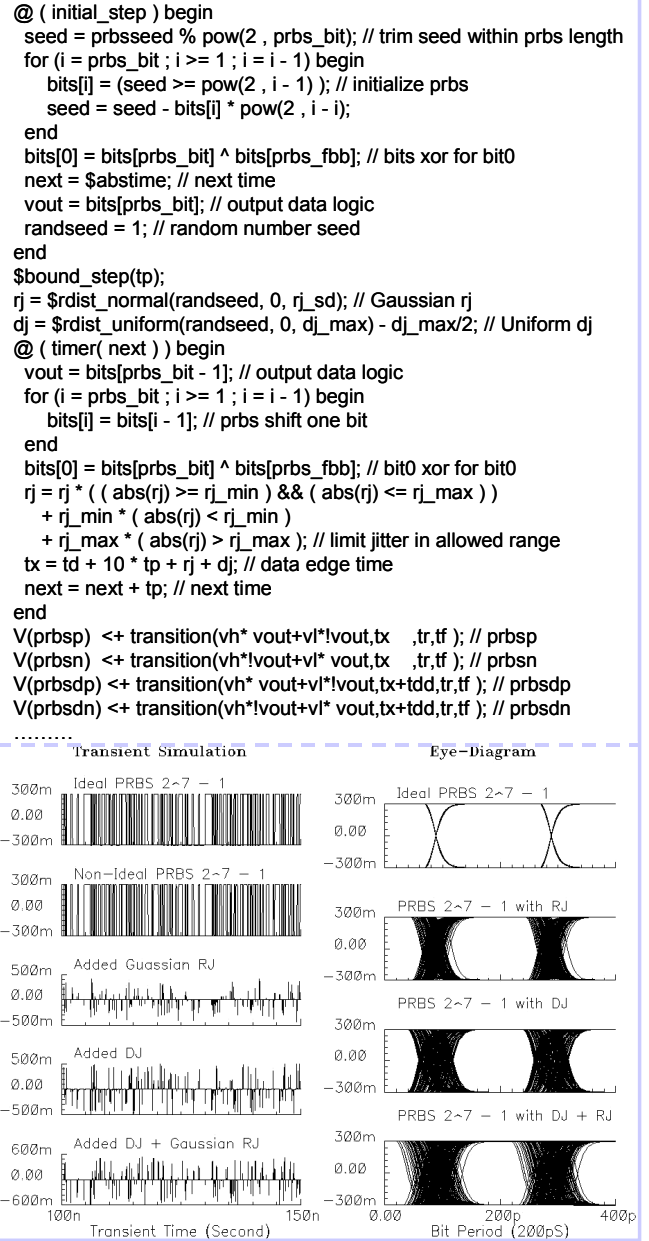 @ ( initial_step ) begin
seed = prbsseed % pow(2 , prbs_bit); // trim seed within prbs length
for (i = prbs_bit ; i >= 1 ; i = i - 1) begin
bits[i] = (seed >= pow(2 , i - 1) ); // initialize prbs
seed = seed - bits[i] * pow(2 , i - i);
end
bits[0] = bits[prbs_bit] ^ bits[prbs_fbb]; // bits xor for bit0
next = $abstime; // next time
vout = bits[prbs_bit]; // output data logic
randseed = 1; // random number seed
end
$bound_step(tp);
rj = $rdist_normal(randseed, 0, rj_sd); // Gaussian rj
dj = $rdist_uniform(randseed, 0, dj_max) - dj_max/2; // Uniform dj
@ ( timer( next ) ) begin
vout = bits[prbs_bit - 1]; // output data logic
for (i = prbs_bit ; i >= 1 ; i = i - 1) begin
bits[i] = bits[i - 1]; // prbs shift one bit
end
bits[0] = bits[prbs_bit] ^ bits[prbs_fbb]; // bit0 xor for bit0
rj = rj * ( ( abs(rj) >= rj_min ) && ( abs(rj) <= rj_max ) )
+ rj_min * ( abs(rj) < rj_min )
+ rj_max * ( abs(rj) > rj_max ); // limit jitter in allowed range
tx = td + 10 * tp + rj + dj; // data edge time
next = next + tp; // next time
end
V(prbsp) <+ transition(vh* vout+vl*!vout,tx ,tr,tf ); // prbsp
V(prbsn) <+ transition(vh*!vout+vl* vout,tx ,tr,tf ); // prbsn
V(prbsdp) <+ transition(vh* vout+vl*!vout,tx+tdd,tr,tf ); // prbsdp
V(prbsdn) <+ transition(vh*!vout+vl* vout,tx+tdd,tr,tf ); // prbsdn
.........
Transient Simulation
Ideal PRBS 2^7 - 1
300m
0.00
-300m
Non-Ideal PRBS 2^7 - 1
300m
0.00
-300m
Added Guassian RJ
500m
0.00
-500m
Added DJ
500m
0.00
-500m
Added DJ + Gaussian RJ
600m
0.00
-600m
100n
150n
Transient Time (Second)
Eye-Diagram
Ideal PRBS 2^7 - 1
300m
0.00
-300m
PRBS 2^7 - 1 with RJ
300m
0.00
-300m
PRBS 2^7 - 1 with DJ
300m
0.00
-300m
PRBS 2^7 - 1 with DJ + RJ
300m
0.00
-300m
0.00
200p
400p
Bit Period (200pS)